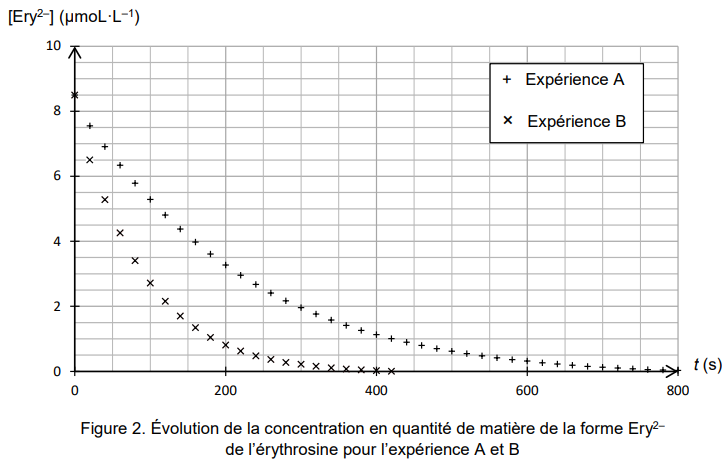 [Ery²⁻] (µmoL·L⁻¹)
10
8
6
4
2
0
+ Expérience A
× Expérience B
0 200 400 600 800
t (s)
Figure 2. Évolution de la concentration en quantité de matière de la forme Ery²⁻
de l’érythrosine pour l’expérience A et B